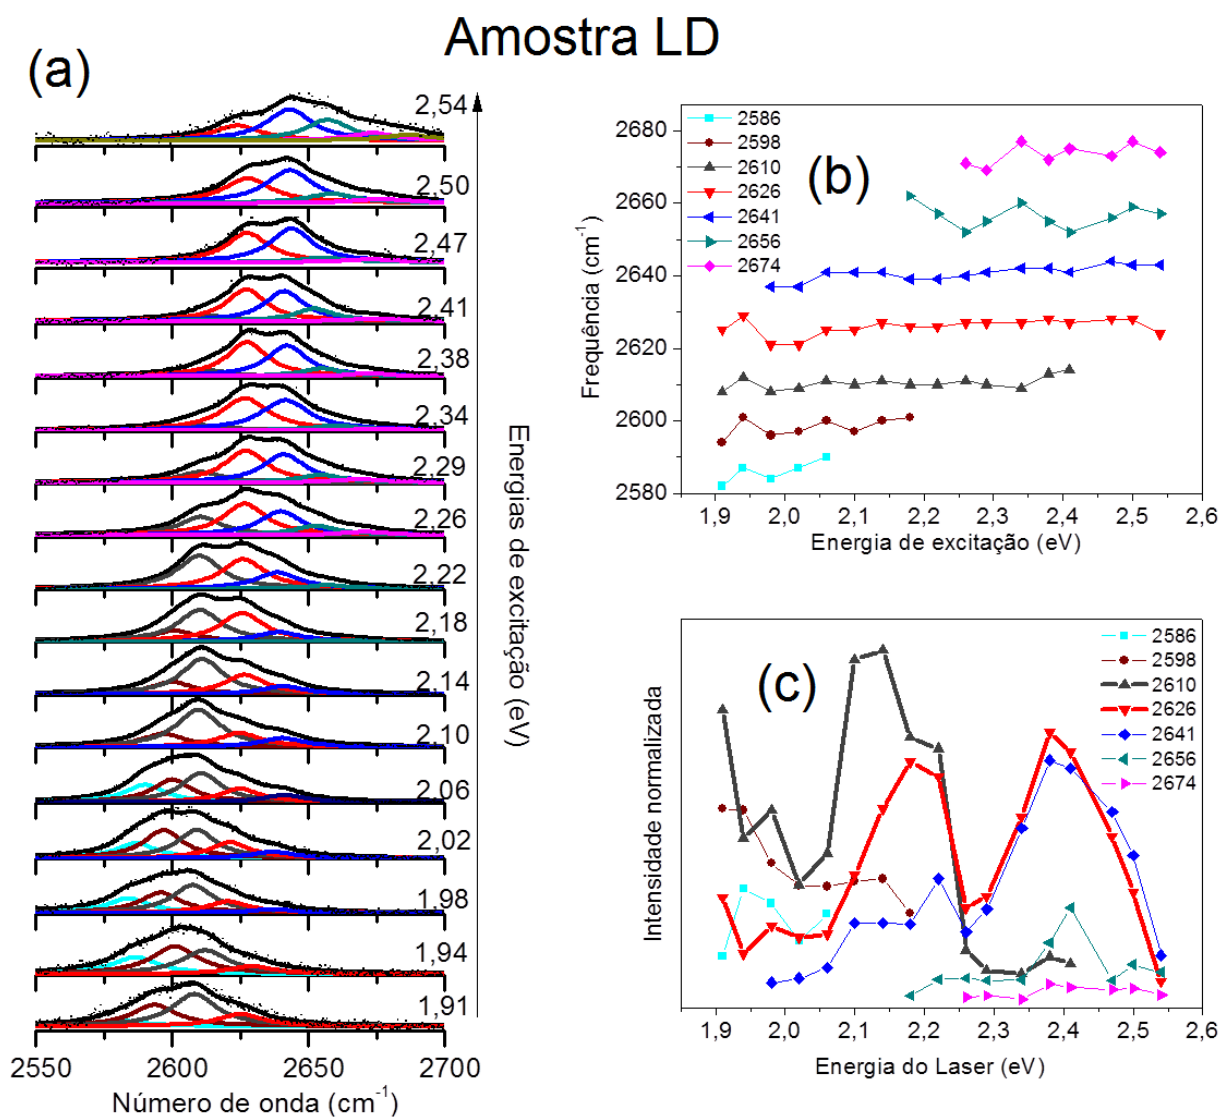 Amostra LD
(a)
2,54
2,50
2,47
2,41
2,38
2,34
2,29
2,26
2,22
2,18
2,14
2,10
2,06
2,02
1,98
1,94
1,91
2550 2600 2650 2700
Número de onda (cm-1)
Energias de excitação (eV)
(b)
2586
2598
2610
2626
2641
2656
2674
2680
2660
2640
2620
2600
2580
Frequência (cm-1)
1,9 2,0 2,1 2,2 2,3 2,4 2,5 2,6
Energia de excitação (eV)
(c)
2586
2598
2610
2626
2641
2656
2674
Intensidade normalizada
1,9 2,0 2,1 2,2 2,3 2,4 2,5 2,6
Energia do Laser (eV)